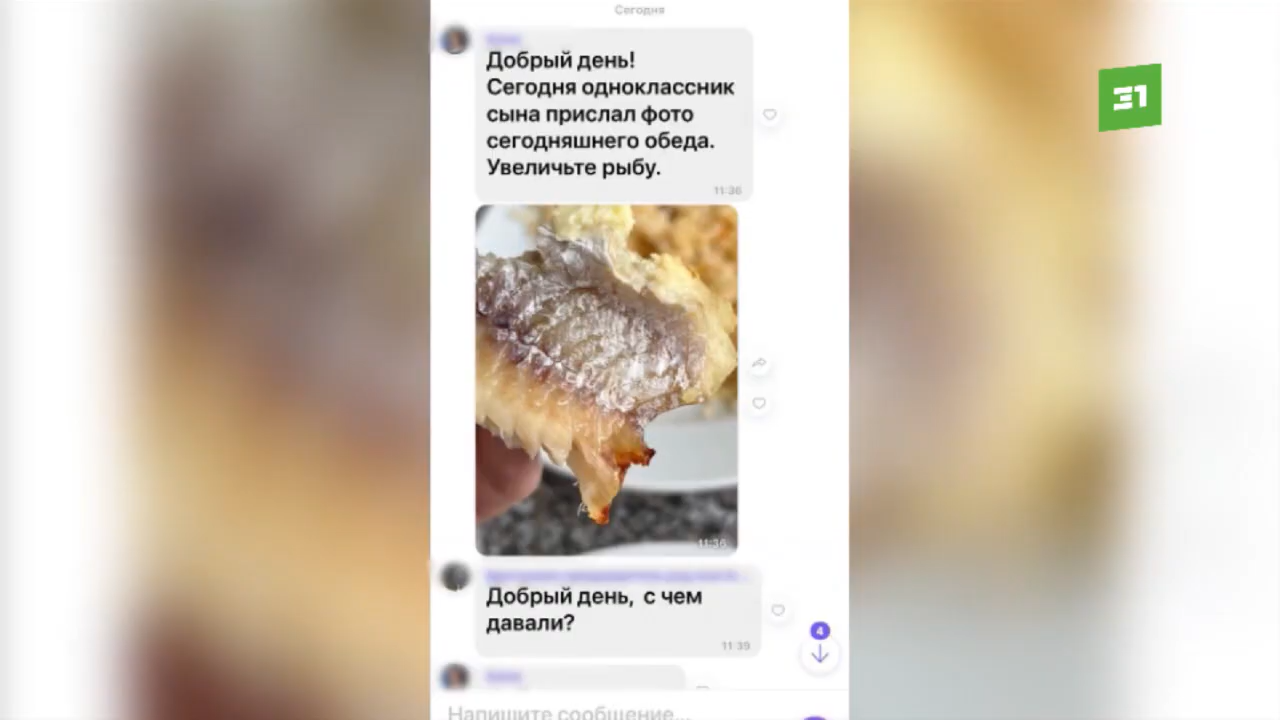 Сегодня
31
Добрый день!
Сегодня одноклассник
сына прислал фото
сегодняшнего обеда.
Увеличьте рыбу.
11:36
11:36
Добрый день, с чем
давали?
11:39
4
Напишите сообщение...